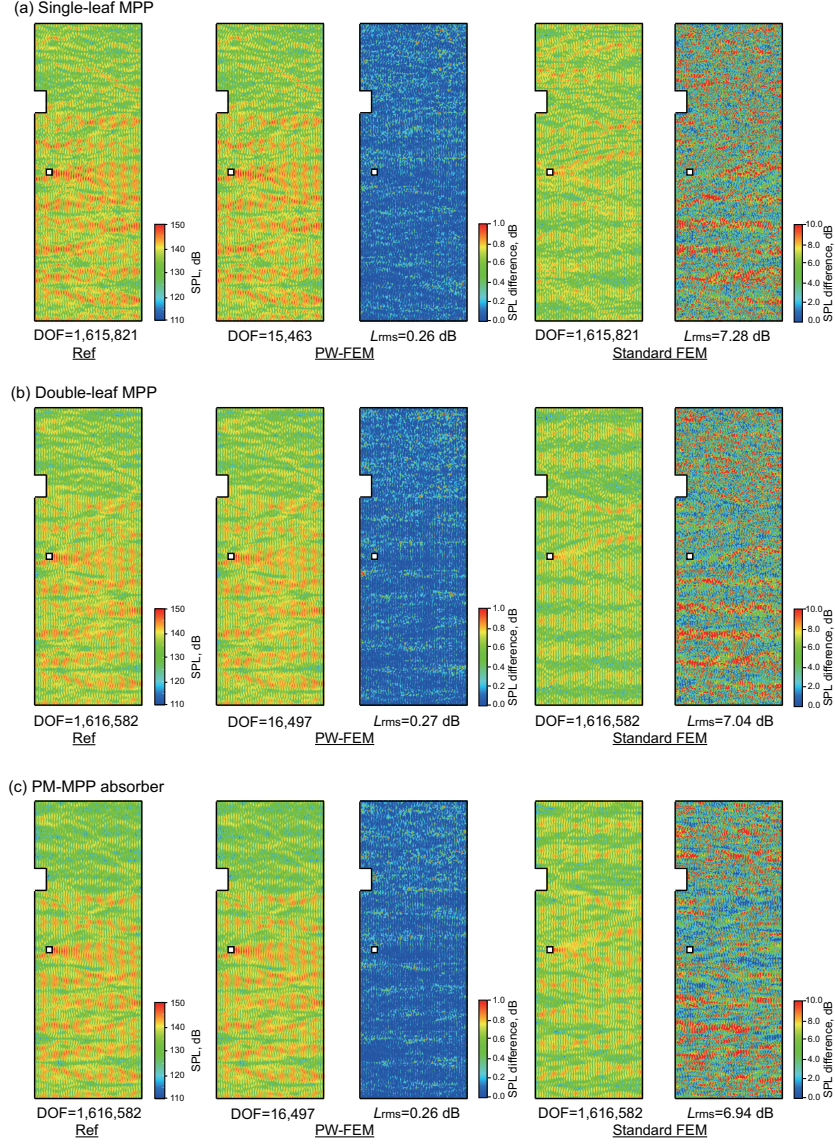 (a) Single-leaf MPP
150
140
130
120
110
SPL, dB
1.0
0.8
0.6
0.4
0.2
0.0
SPL difference, dB
10.0
8.0
6.0
4.0
2.0
0.0
SPL difference, dB
DOF=1,615,821 DOF=15,463 Lrms=0.26 dB DOF=1,615,821 Lrms=7.28 dB
Ref PW-FEM Standard FEM
(b) Double-leaf MPP
150
140
130
120
110
SPL, dB
1.0
0.8
0.6
0.4
0.2
0.0
SPL difference, dB
10.0
8.0
6.0
4.0
2.0
0.0
SPL difference, dB
DOF=1,616,582 DOF=16,497 Lrms=0.27 dB DOF=1,616,582 Lrms=7.04 dB
Ref PW-FEM Standard FEM
(c) PM-MPP absorber
150
140
130
120
110
SPL, dB
1.0
0.8
0.6
0.4
0.2
0.0
SPL difference, dB
10.0
8.0
6.0
4.0
2.0
0.0
SPL difference, dB
DOF=1,616,582 DOF=16,497 Lrms=0.26 dB DOF=1,616,582 Lrms=6.94 dB
Ref PW-FEM Standard FEM